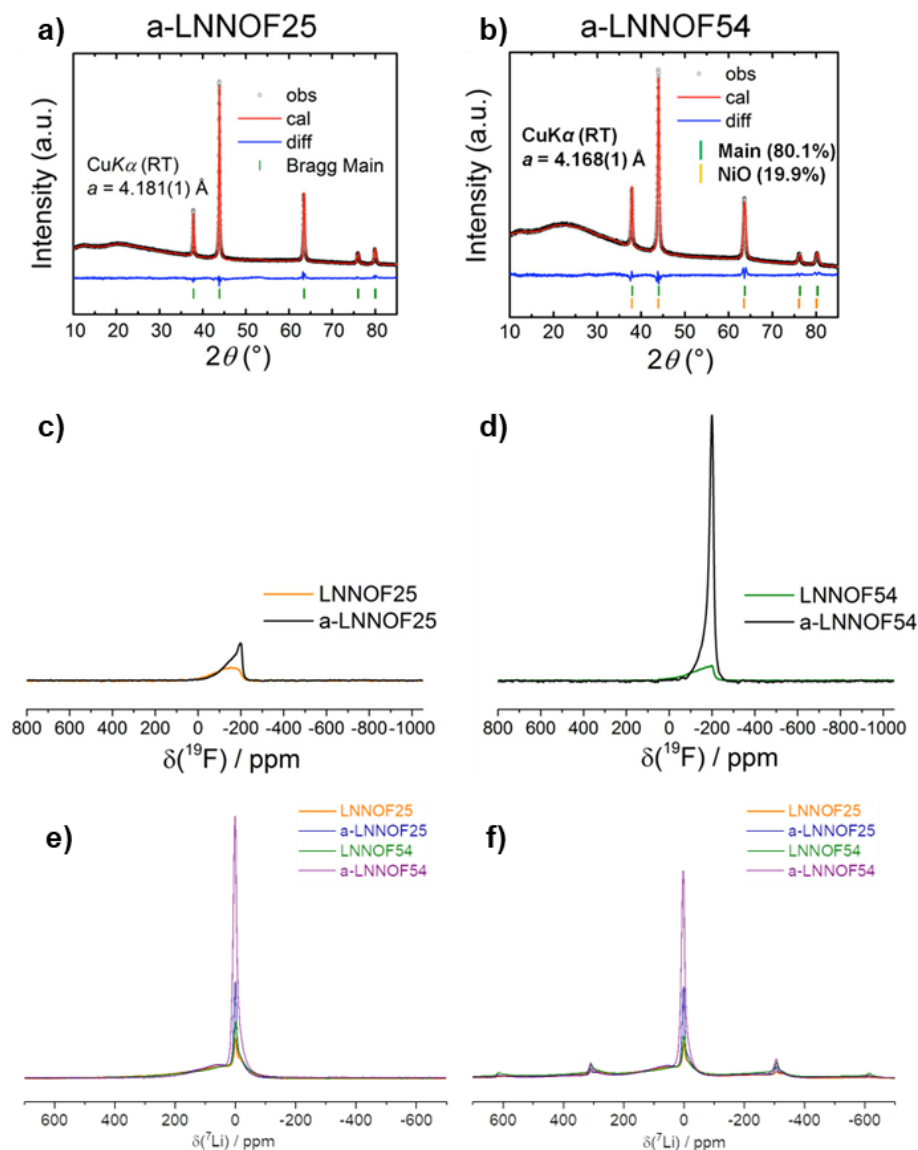 a)
a-LNNOF25
Intensity (a.u.)
obs
cal
diff
Bragg Main
CuKα (RT)
a = 4.181(1) Å
10 20 30 40 50 60 70 80
2θ (°)
b)
a-LNNOF54
Intensity (a.u.)
obs
cal
diff
Main (80.1%)
NiO (19.9%)
CuKα (RT)
a = 4.168(1) Å
10 20 30 40 50 60 70 80
2θ (°)
c)
LNNOF25
a-LNNOF25
800 600 400 200 0 -200 -400 -600 -800 -1000
δ(¹⁹F) / ppm
d)
LNNOF54
a-LNNOF54
800 600 400 200 0 -200 -400 -600 -800 -1000
δ(¹⁹F) / ppm
e)
LNNOF25
a-LNNOF25
LNNOF54
a-LNNOF54
600 400 200 0 -200 -400 -600
δ(⁷Li) / ppm
f)
LNNOF25
a-LNNOF25
LNNOF54
a-LNNOF54
600 400 200 0 -200 -400 -600
δ(⁷Li) / ppm